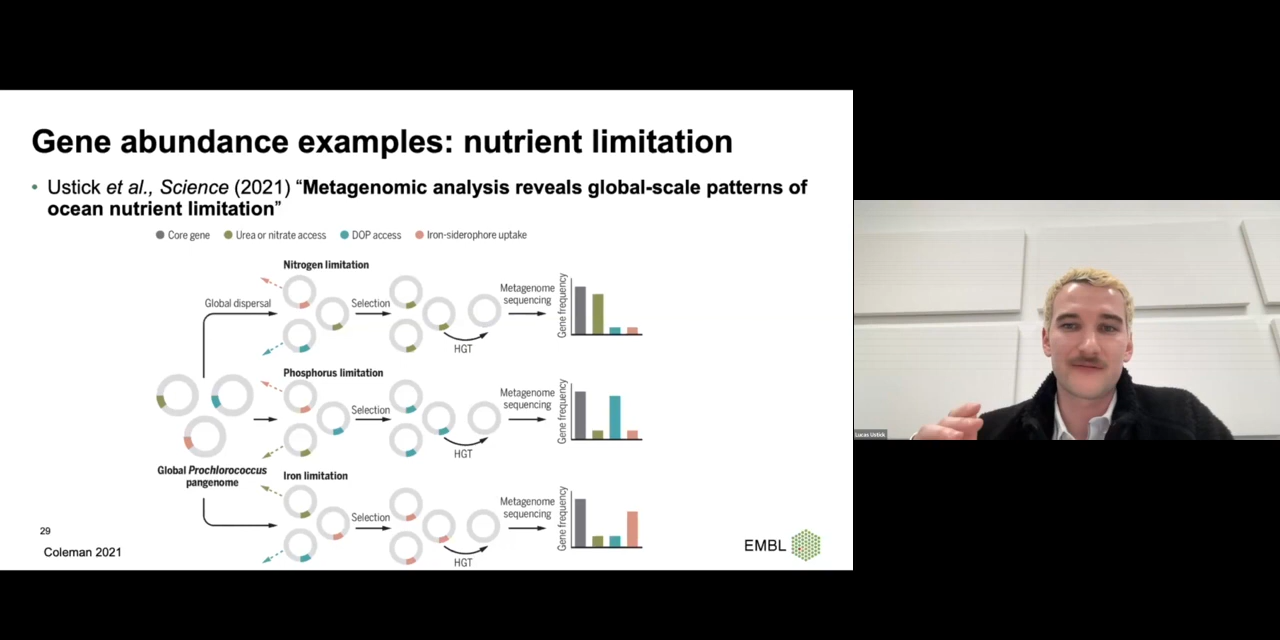 Gene abundance examples: nutrient limitation
• Ustick et al., Science (2021) “Metagenomic analysis reveals global-scale patterns of
ocean nutrient limitation”
Core gene
Urea or nitrate access
DOP access
Iron-siderophore uptake
Nitrogen limitation
Global dispersal
Selection
HGT
Metagenome
sequencing
Gene frequency
Phosphorus limitation
Selection
HGT
Metagenome
sequencing
Gene frequency
Global Prochlorococcus
pangenome
Iron limitation
Selection
HGT
Metagenome
sequencing
Gene frequency
29
Coleman 2021
EMBL
Lucas Ustick